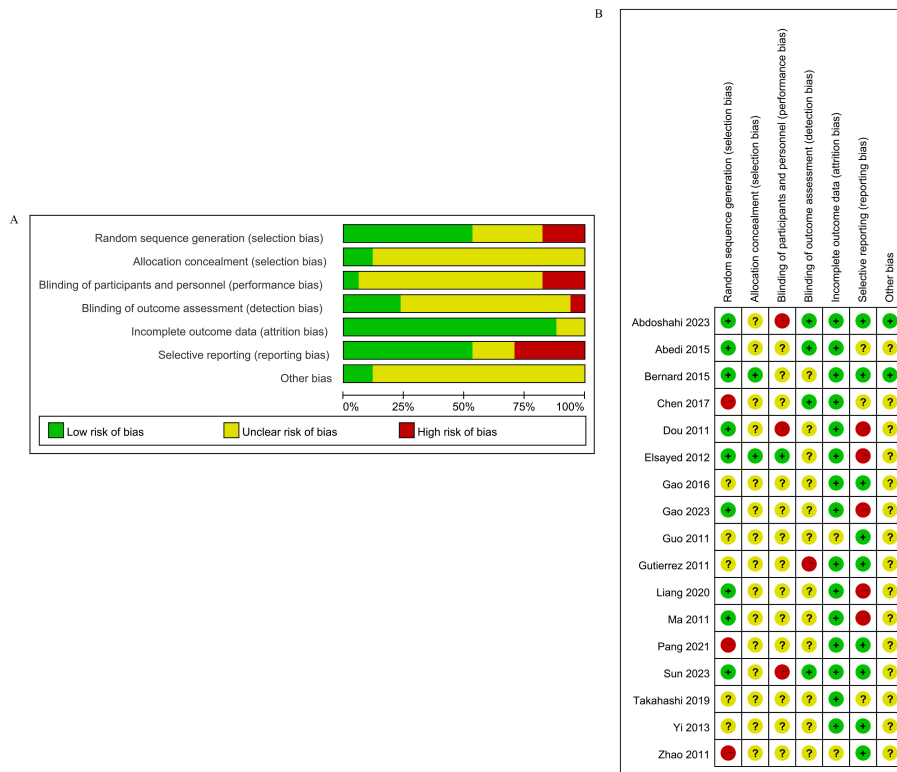 A
Random sequence generation (selection bias)
Allocation concealment (selection bias)
Blinding of participants and personnel (performance bias)
Blinding of outcome assessment (detection bias)
Incomplete outcome data (attrition bias)
Selective reporting (reporting bias)
Other bias
0% 25% 50% 75% 100%
Low risk of bias Unclear risk of bias High risk of bias
B
Random sequence generation (selection bias)
Allocation concealment (selection bias)
Blinding of participants and personnel (performance bias)
Blinding of outcome assessment (detection bias)
Incomplete outcome data (attrition bias)
Selective reporting (reporting bias)
Other bias
Abdoshahi 2023 + ? - + + + +
Abedi 2015 + ? ? + + ? ?
Bernard 2015 + + ? ? + + +
Chen 2017 - ? ? + + ? ?
Dou 2011 + ? - ? + - ?
Elsayed 2012 + + + ? + - ?
Gao 2016 ? ? ? ? + + ?
Gao 2023 + ? ? ? + - ?
Guo 2011 ? ? ? ? ? + ?
Gutierrez 2011 ? ? ? - + + ?
Liang 2020 + ? ? ? + - ?
Ma 2011 + ? ? ? + - ?
Pang 2021 - ? ? ? + + ?
Sun 2023 + ? - + + + ?
Takahashi 2019 ? ? ? ? + ? ?
Yi 2013 ? ? ? ? + + ?
Zhao 2011 - ? ? ? ? + ?